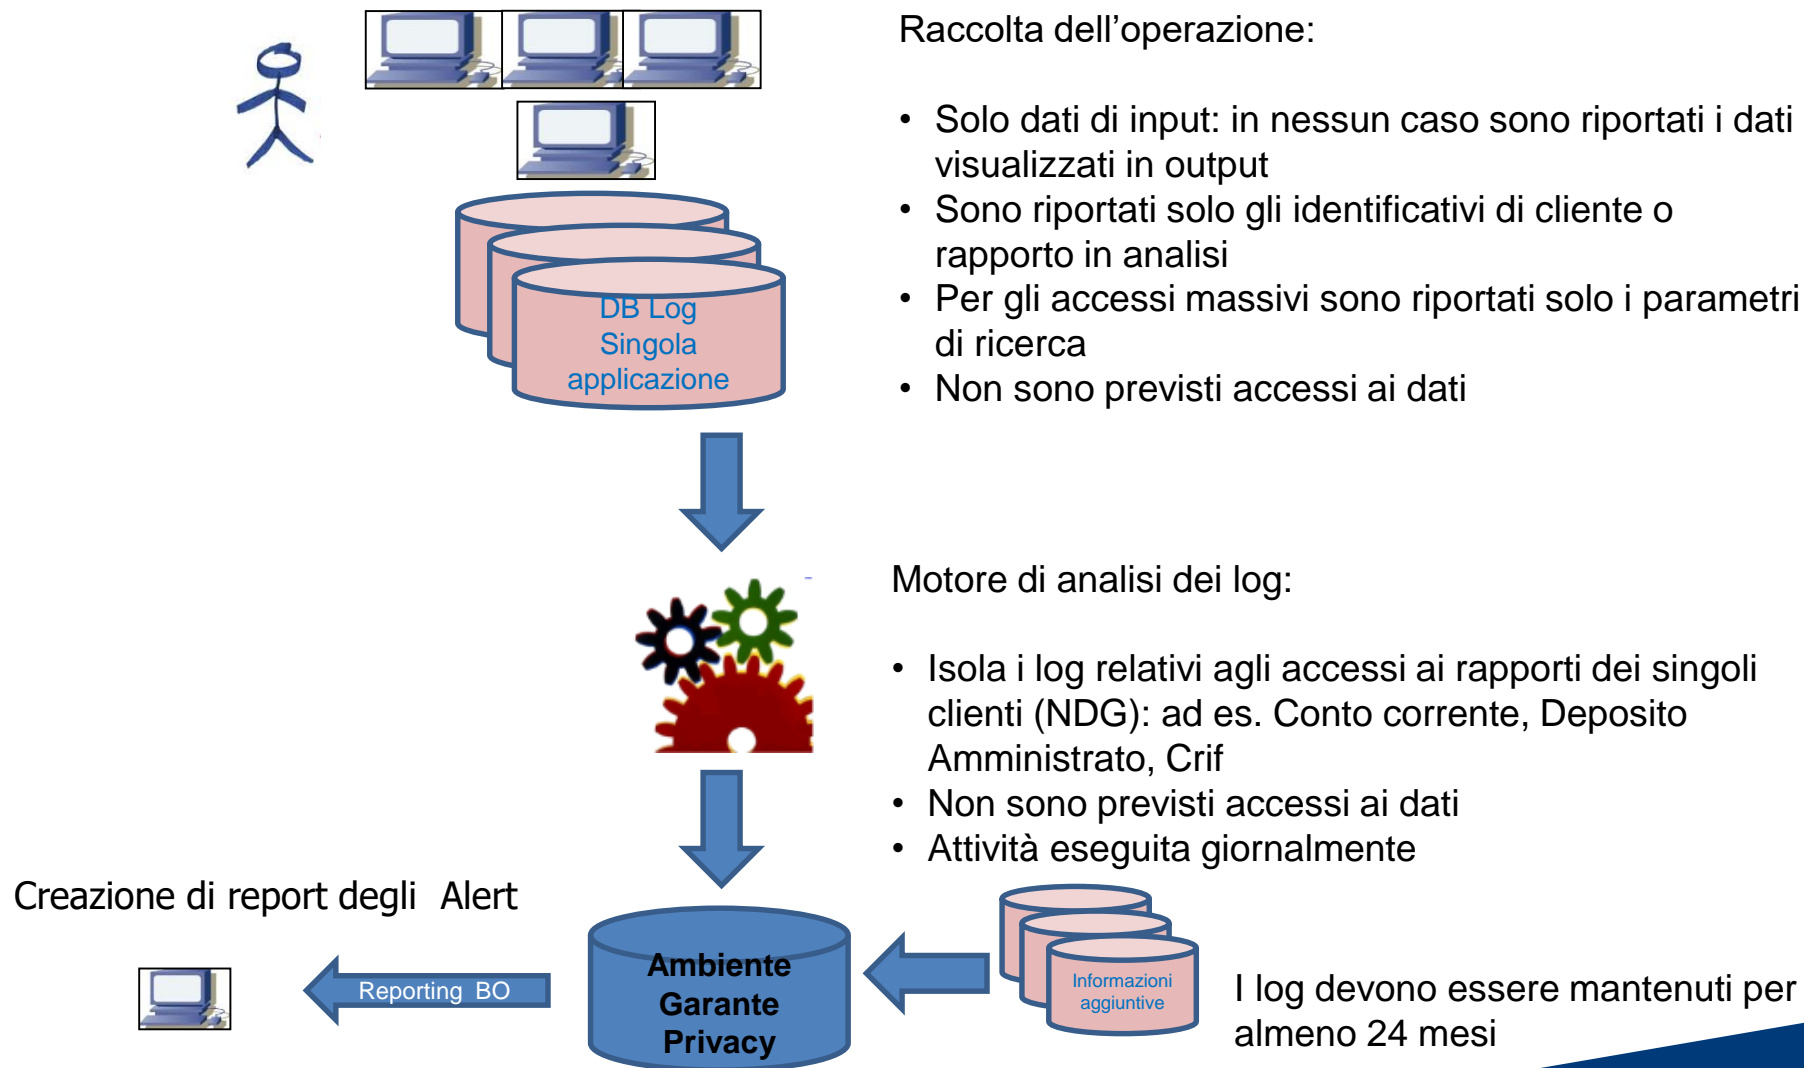 Raccolta dell’operazione:
• Solo dati di input: in nessun caso sono riportati i dati
visualizzati in output
• Sono riportati solo gli identificativi di cliente o
rapporto in analisi
• Per gli accessi massivi sono riportati solo i parametri
di ricerca
• Non sono previsti accessi ai dati
DB Log
Singola
applicazione
Motore di analisi dei log:
• Isola i log relativi agli accessi ai rapporti dei singoli
clienti (NDG): ad es. Conto corrente, Deposito
Amministrato, Crif
• Non sono previsti accessi ai dati
• Attività eseguita giornalmente
Creazione di report degli Alert
Reporting BO
Ambiente
Garante
Privacy
Informazioni
aggiuntive
I log devono essere mantenuti per
almeno 24 mesi